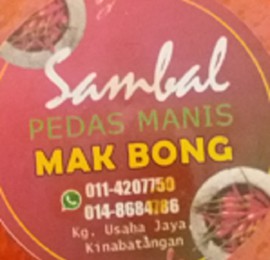 Sambal
PEDAS MANIS
MAK BONG
011-4207750
014-8684786
Kg. Usaha Jaya,
Kinabatangan